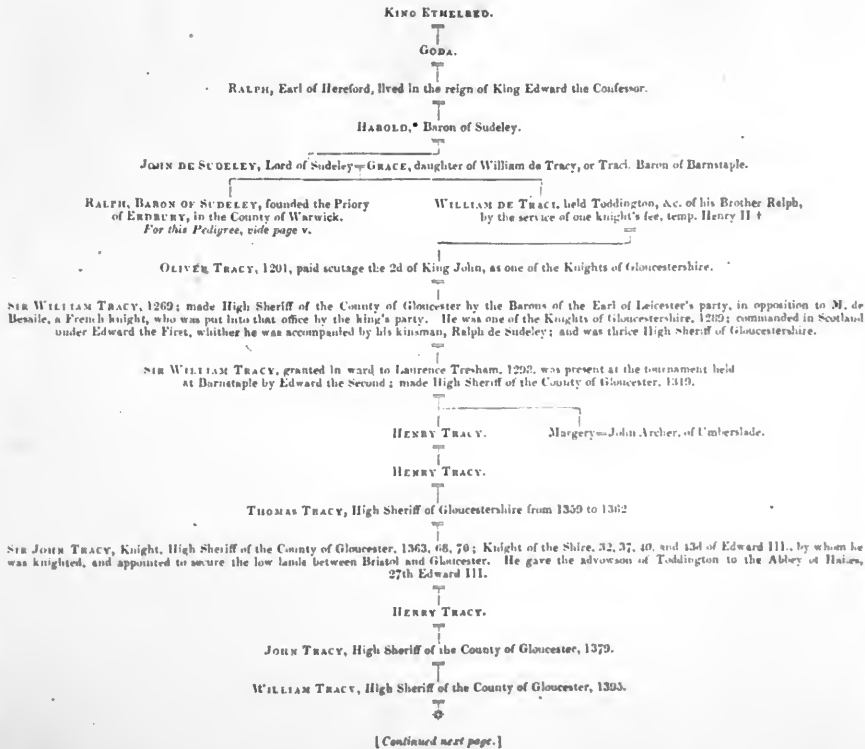 KING ETHELRED.
GODA.
RALPH, Earl of Hereford, lived in the reign of King Edward the Confessor.
HAROLD,* Baron of Sudeley.
JOHN DE SUDELEY, Lord of Sudeley=GRACE, daughter of William de Tracy, or Traci, Baron of Barnstaple.
RALPH, BARON OF SUDELEY, founded the Priory
of ERDBURY, in the County of Warwick.
For this Pedigree, vide page v.
WILLIAM DE TRACI, held Toddington, &c. of his Brother Ralph,
by the service of one knight's fee, temp. Henry II †
OLIVER TRACY, 1201, paid scutage the 2d of King John, as one of the Knights of Gloucestershire.
SIR WILLIAM TRACY, 1269; made High Sheriff of the County of Gloucester by the Barons of the Earl of Leicester's party, in opposition to M. de
Besaile, a French knight, who was put into that office by the king's party. He was one of the Knights of Gloucestershire, 1289; commanded in Scotland
under Edward the First, whither he was accompanied by his kinsman, Ralph de Sudeley; and was thrice High Sheriff of Gloucestershire.
SIR WILLIAM TRACY, granted in ward to Laurence Tresham, 1298, was present at the tournament held
at Barnstaple by Edward the Second; made High Sheriff of the County of Gloucester, 1319.
HENRY TRACY. Margery=John Archer, of Umberslade.
HENRY TRACY.
THOMAS TRACY, High Sheriff of Gloucestershire from 1359 to 1362
SIR JOHN TRACY, Knight, High Sheriff of the County of Gloucester, 1363, 68, 70; Knight of the Shire, 32, 37, 40, and 43d of Edward III., by whom he
was knighted, and appointed to secure the low lands between Bristol and Gloucester. He gave the advowson of Toddington to the Abbey of Hailes,
27th Edward III.
HENRY TRACY.
JOHN TRACY, High Sheriff of the County of Gloucester, 1379.
WILLIAM TRACY, High Sheriff of the County of Gloucester, 1395.
[Continued next page.]